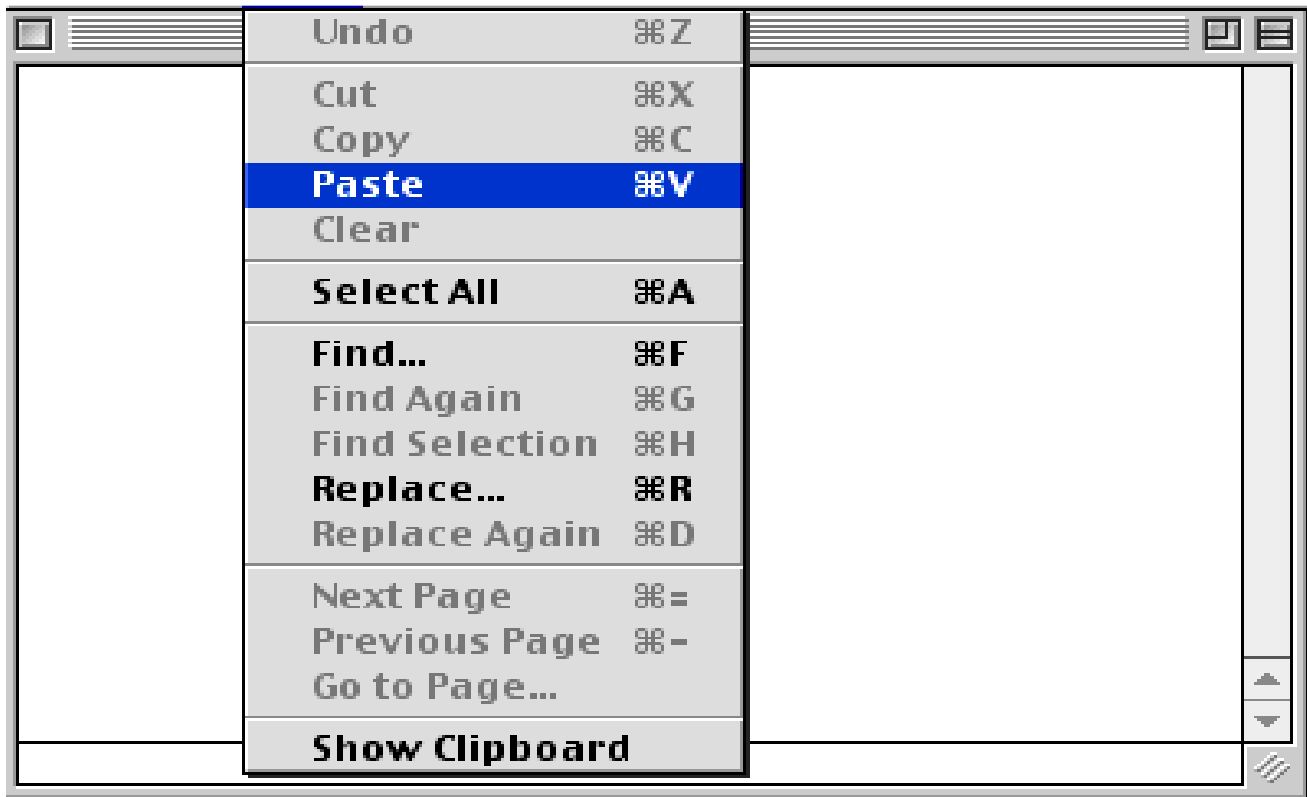 Undo ⌘Z
Cut ⌘X
Copy ⌘C
Paste ⌘V
Clear
Select All ⌘A
Find... ⌘F
Find Again ⌘G
Find Selection ⌘H
Replace... ⌘R
Replace Again ⌘D
Next Page ⌘=
Previous Page ⌘-
Go to Page...
Show Clipboard